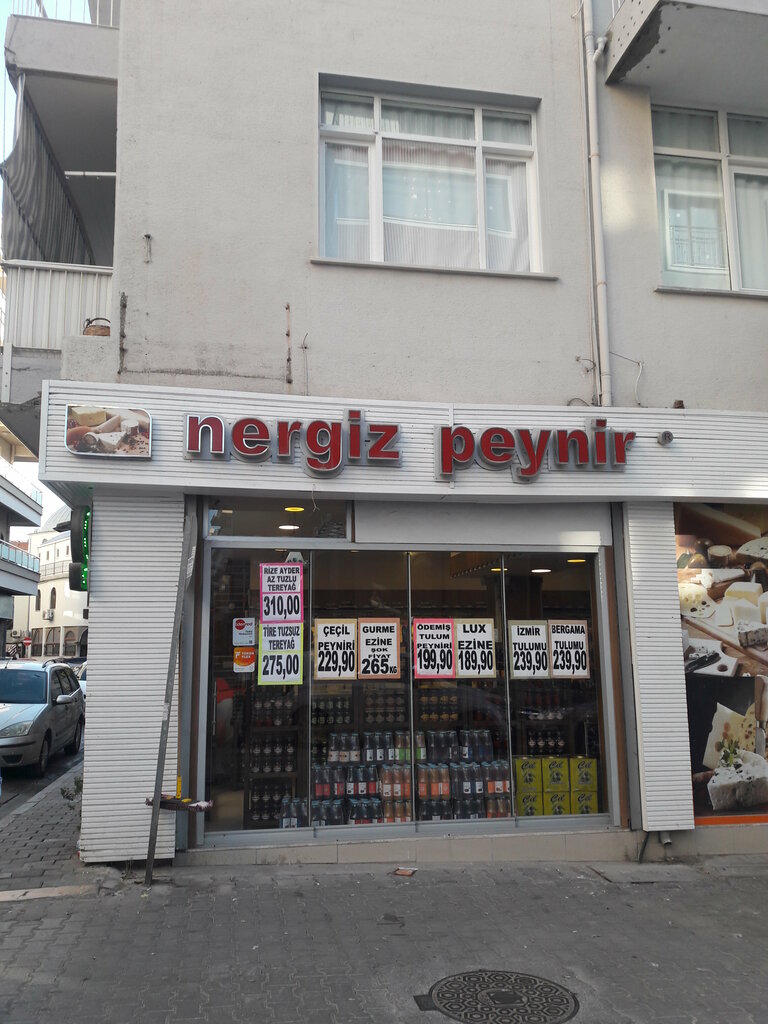 nergiz peynir ®
RİZE AYDER
AZ TUZLU
TEREYAĞ
310,00
TİRE TUZSUZ
TEREYAĞ
275,00
ÇEÇİL
PEYNİRİ
229,90
GURME
EZİNE
ŞOK
FİYAT
265KG
ÖDEMİŞ
TULUM
PEYNİRİ
199,90
LUX
EZİNE
189,90
İZMİR
TULUMU
239,90
BERGAMA
TULUMU
239,90